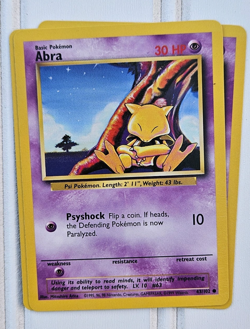 Basic Pokémon
Abra
30 HP
Psi Pokémon. Length: 2' 11", Weight: 43 lbs.
Psyshock Flip a coin. If heads,
the Defending Pokémon is now
Paralyzed.
10
weakness
resistance
retreat cost
Using its ability to read minds, it will identify impending
danger and teleport to safety. LV. 10 #63
43/102